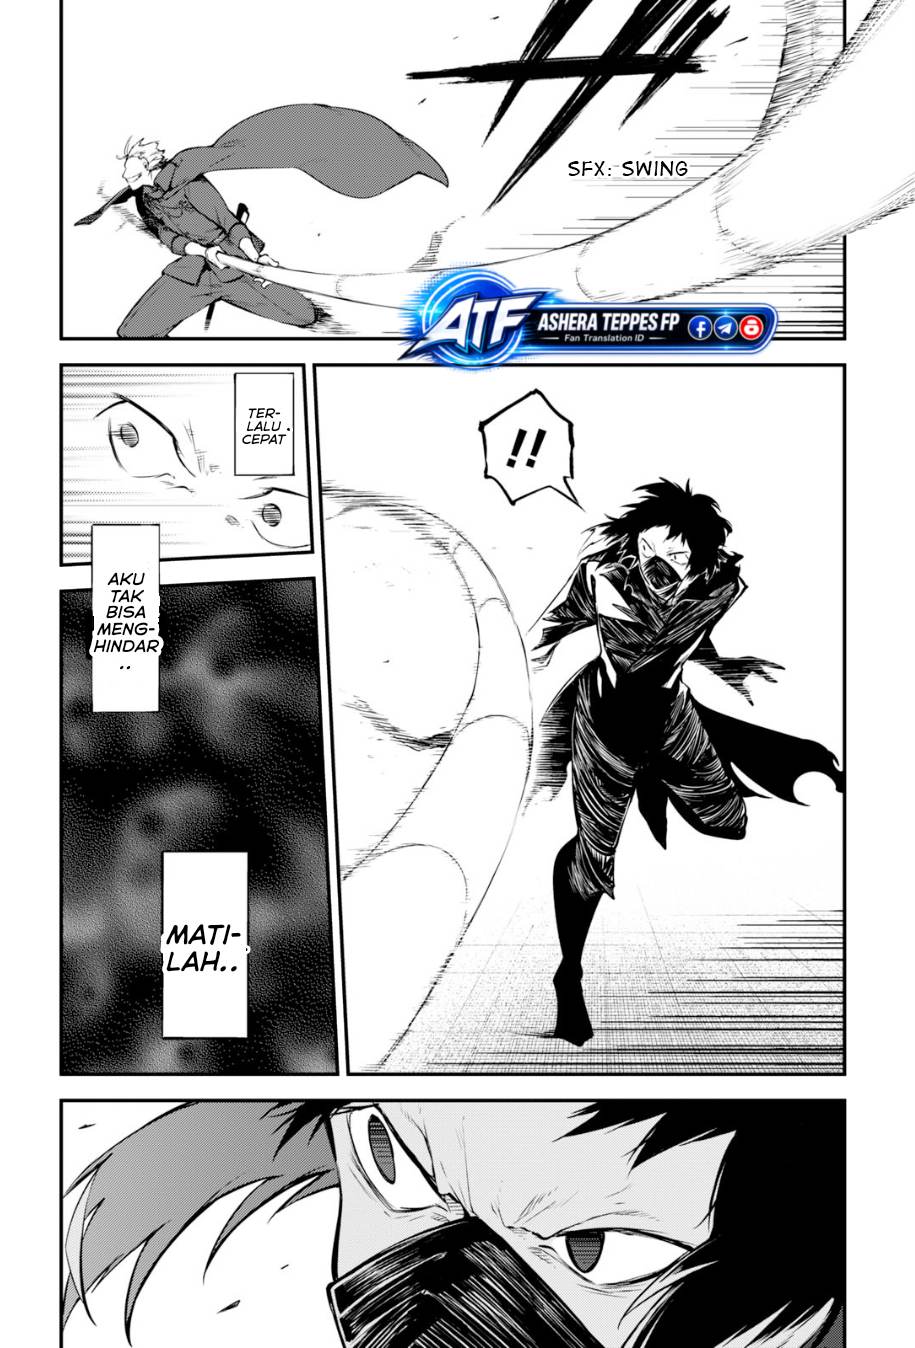 SFX: SWING
ATF
ASHERA TEPPES FP
Fan Translation ID
!!
TER-
LALU
CEPAT.
AKU
TAK
BISA
MENG-
HINDAR
..
MATI-
LAH..